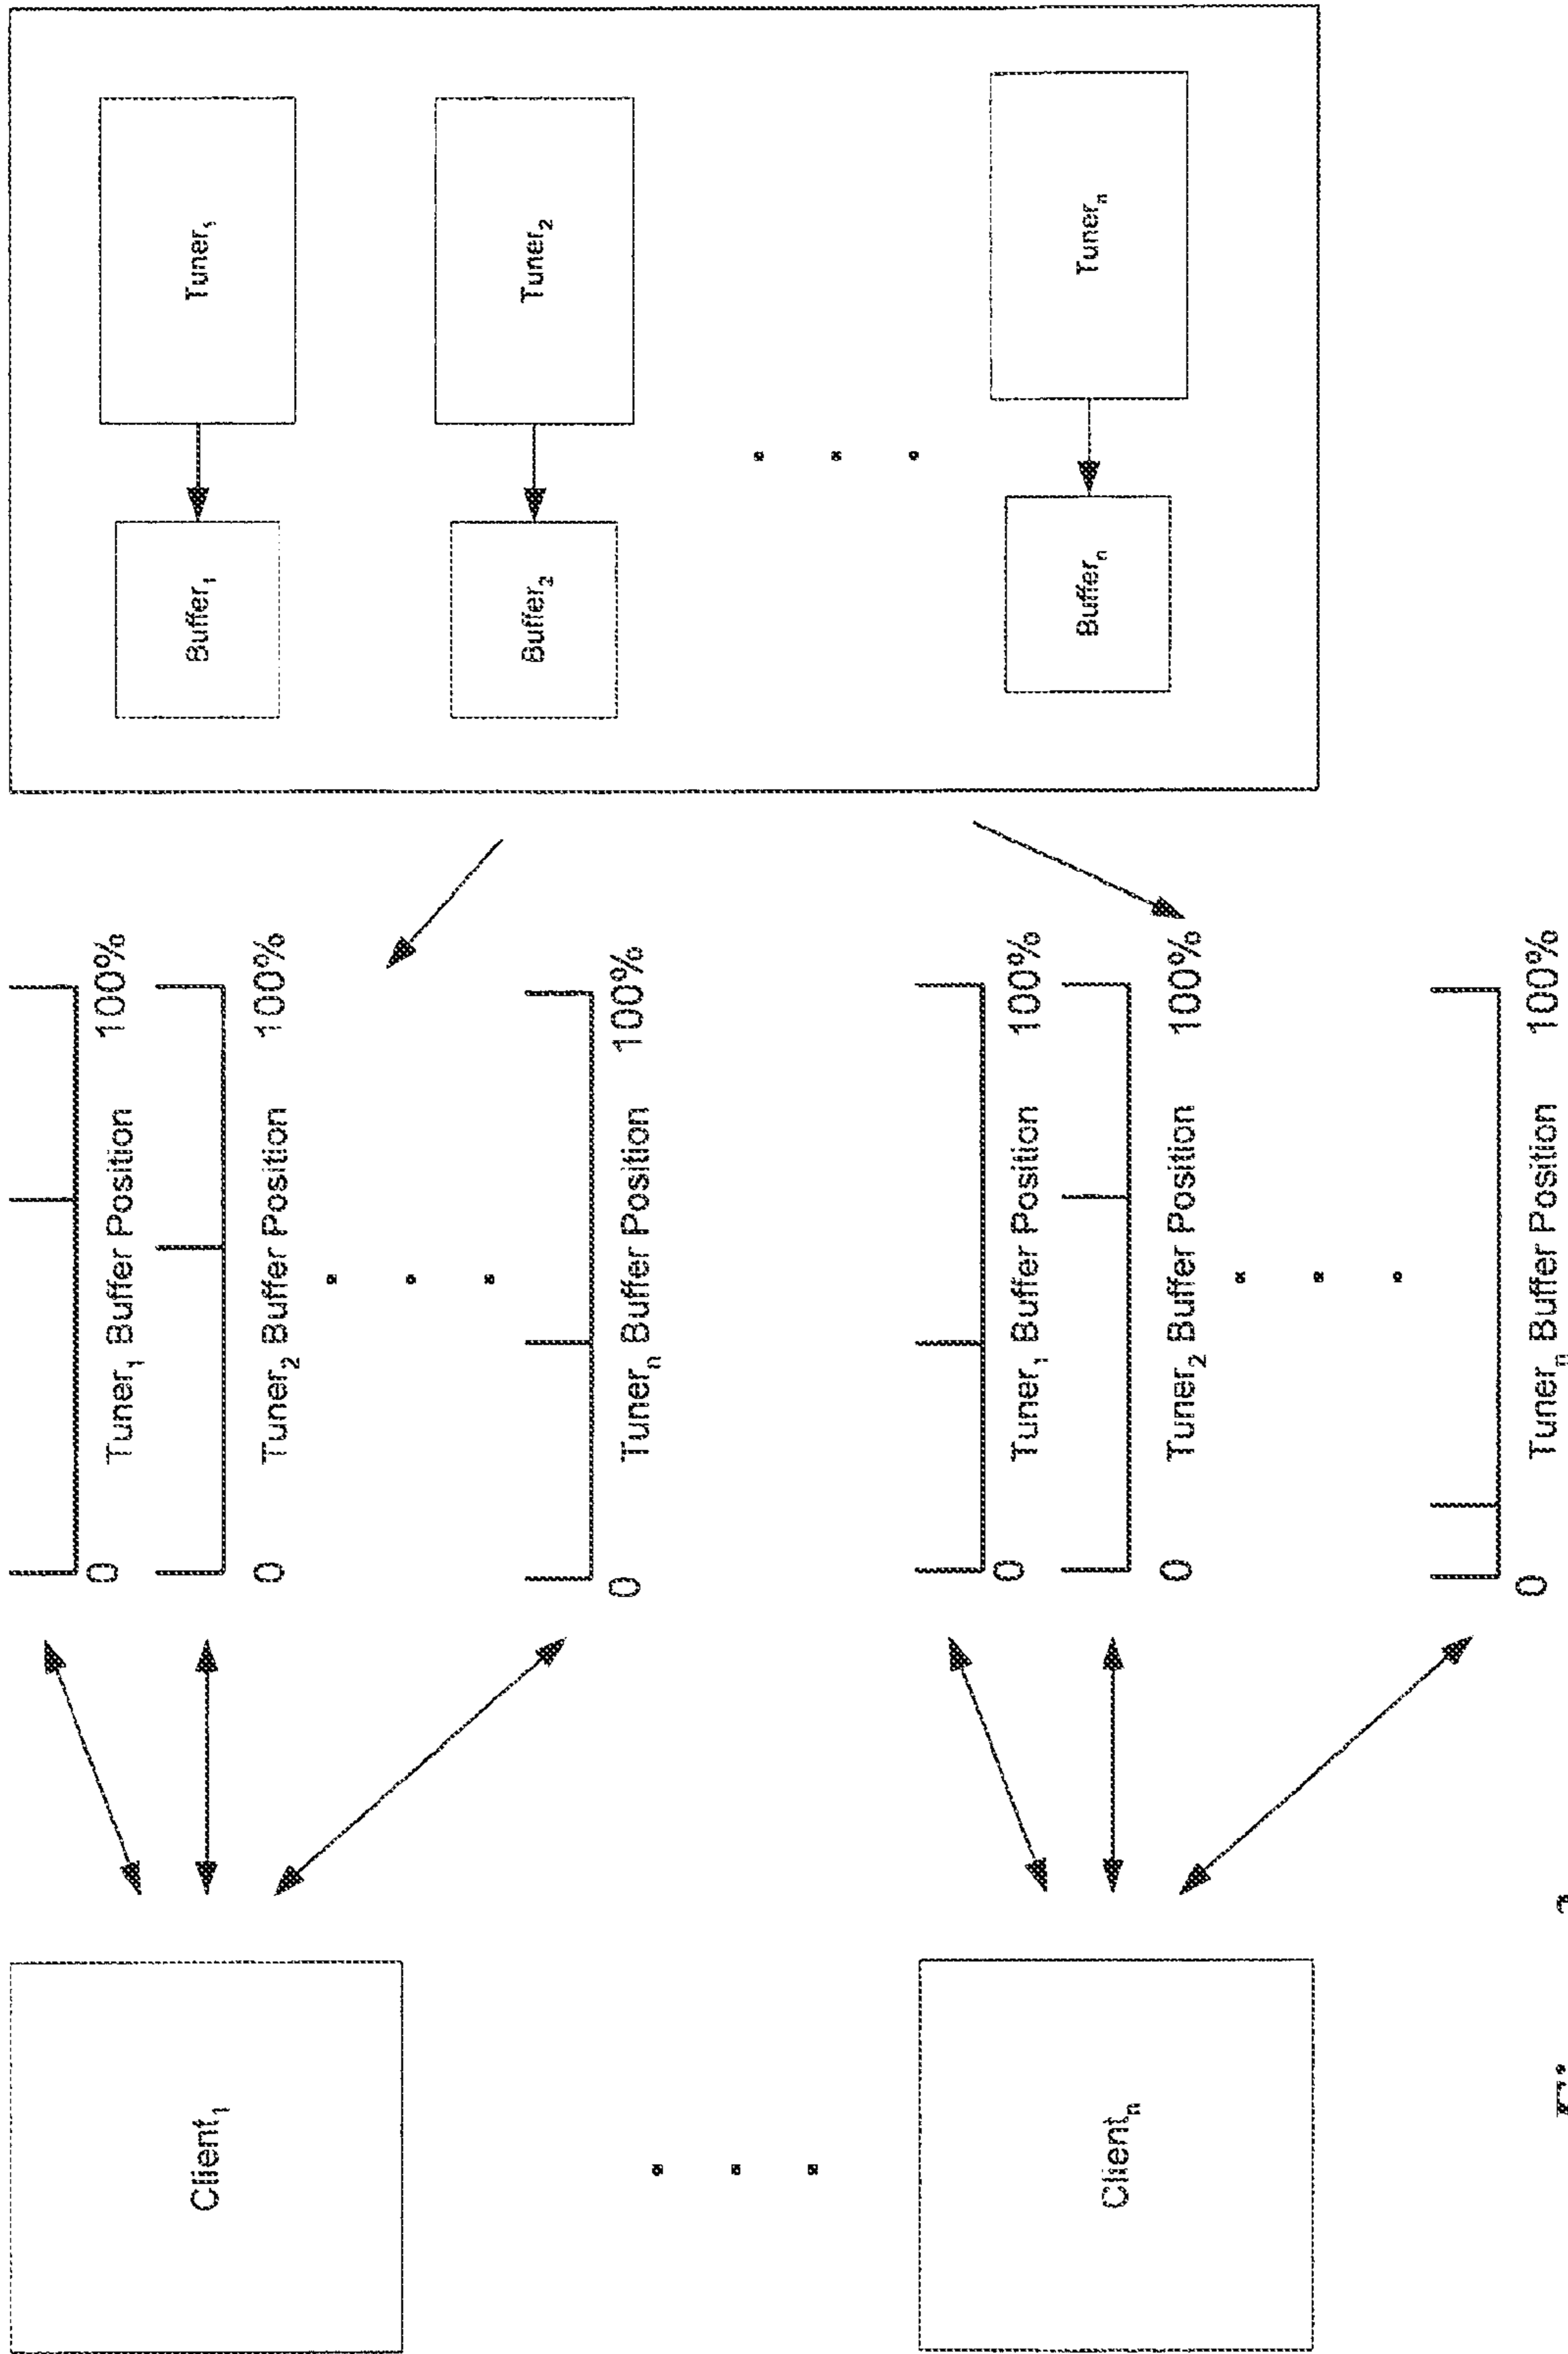 Client₁
0
Tuner₁ Buffer Position
100%
0
Tuner₂ Buffer Position
100%
0
Tunerₙ Buffer Position
100%
Buffer₁
Tuner₁
Buffer₂
Tuner₂
Bufferₙ
Tunerₙ
Clientₙ
0
Tuner₁ Buffer Position
100%
0
Tuner₂ Buffer Position
100%
0
Tunerₙ Buffer Position
100%